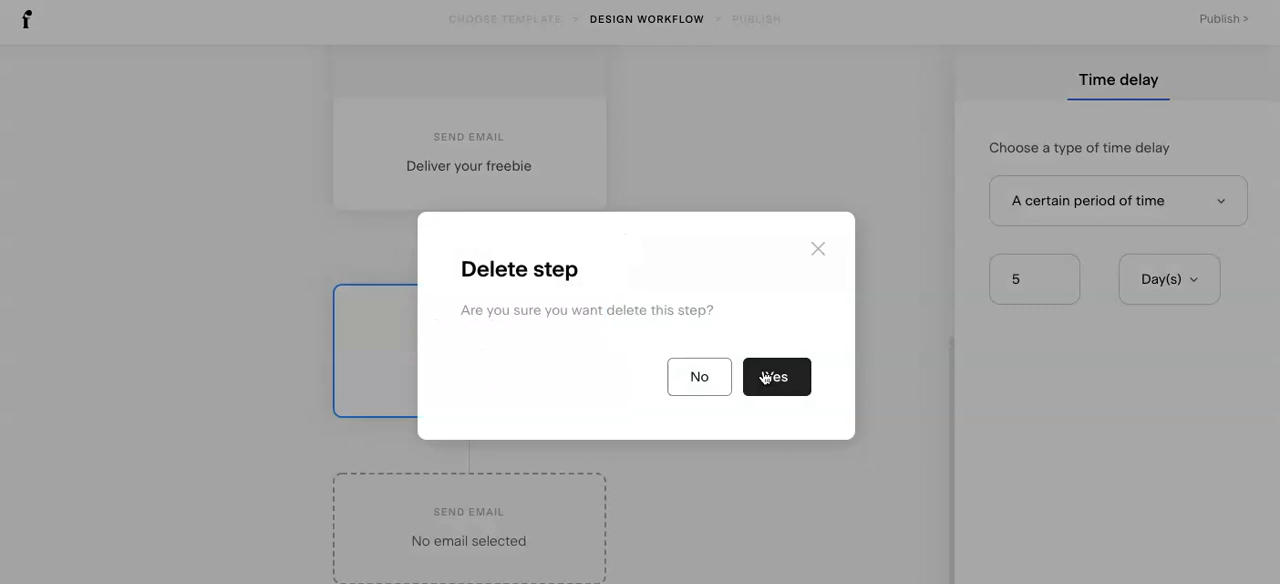 f
CHOOSE TEMPLATE > DESIGN WORKFLOW > PUBLISH
Publish >
Time delay
SEND EMAIL
Deliver your freebie
Choose a type of time delay
A certain period of time
5
Day(s)
Delete step
Are you sure you want delete this step?
No
Yes
SEND EMAIL
No email selected